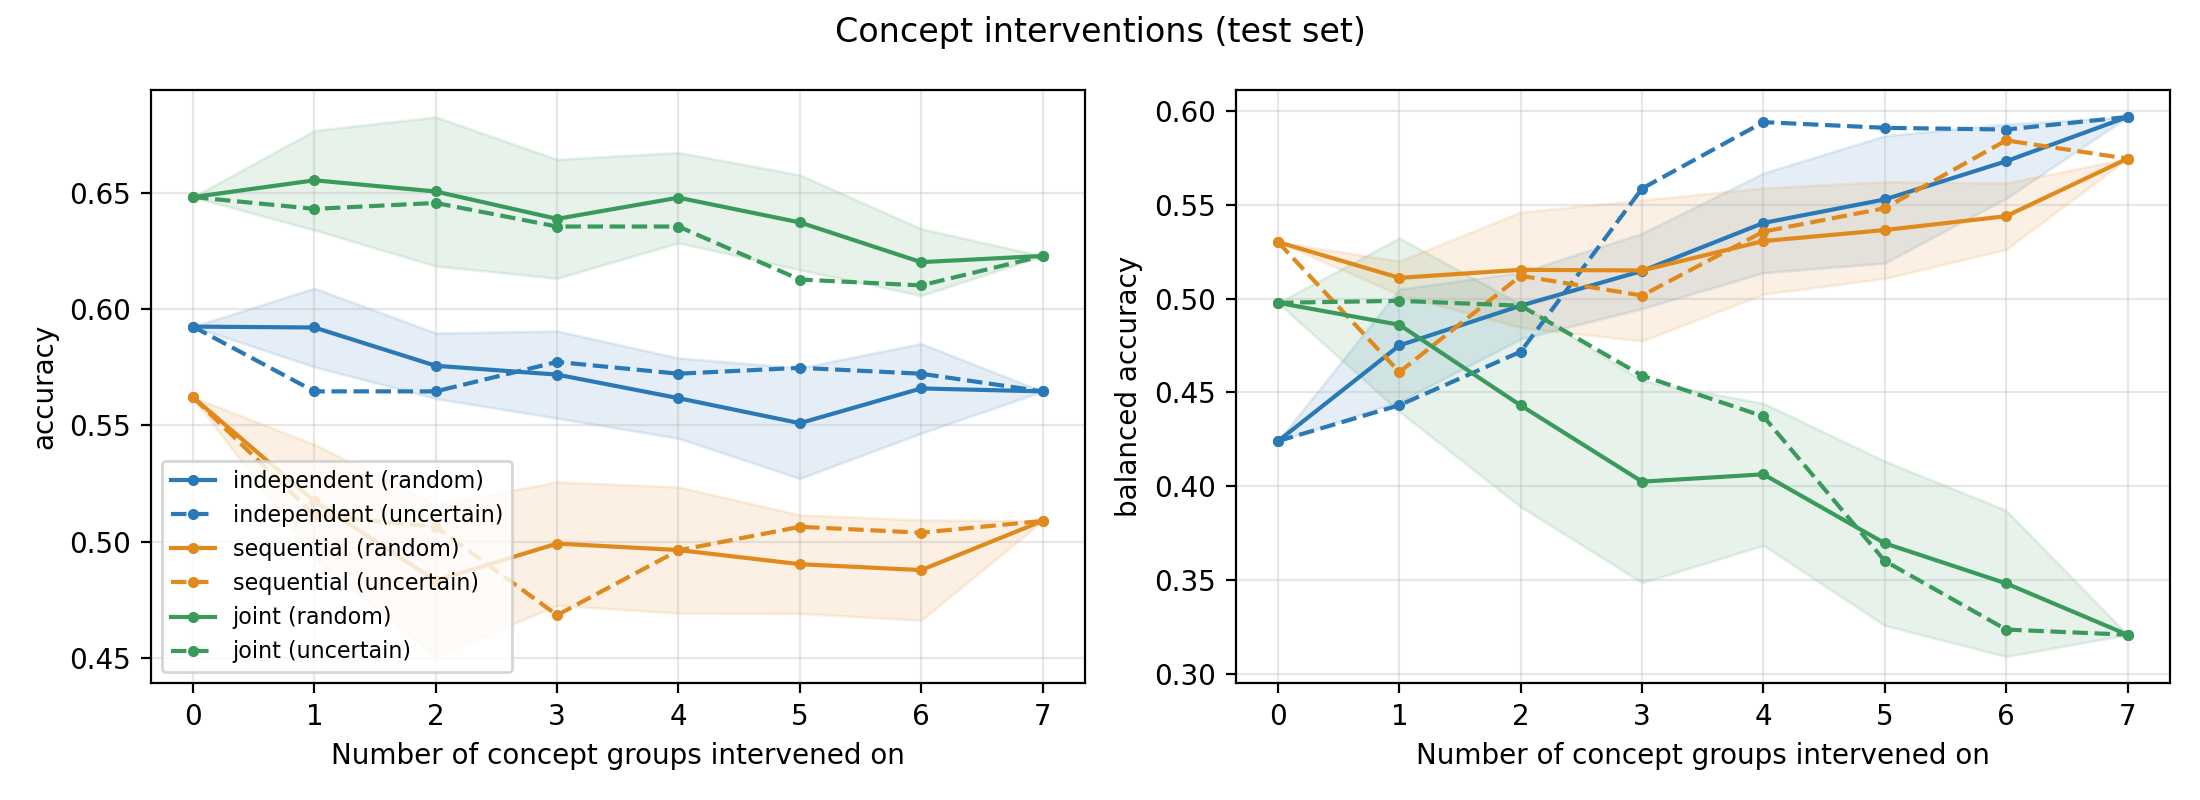 Concept interventions (test set)
accuracy
0.65
0.60
0.55
0.50
0.45
independent (random)
independent (uncertain)
sequential (random)
sequential (uncertain)
joint (random)
joint (uncertain)
0 1 2 3 4 5 6 7
Number of concept groups intervened on
balanced accuracy
0.60
0.55
0.50
0.45
0.40
0.35
0.30
0 1 2 3 4 5 6 7
Number of concept groups intervened on